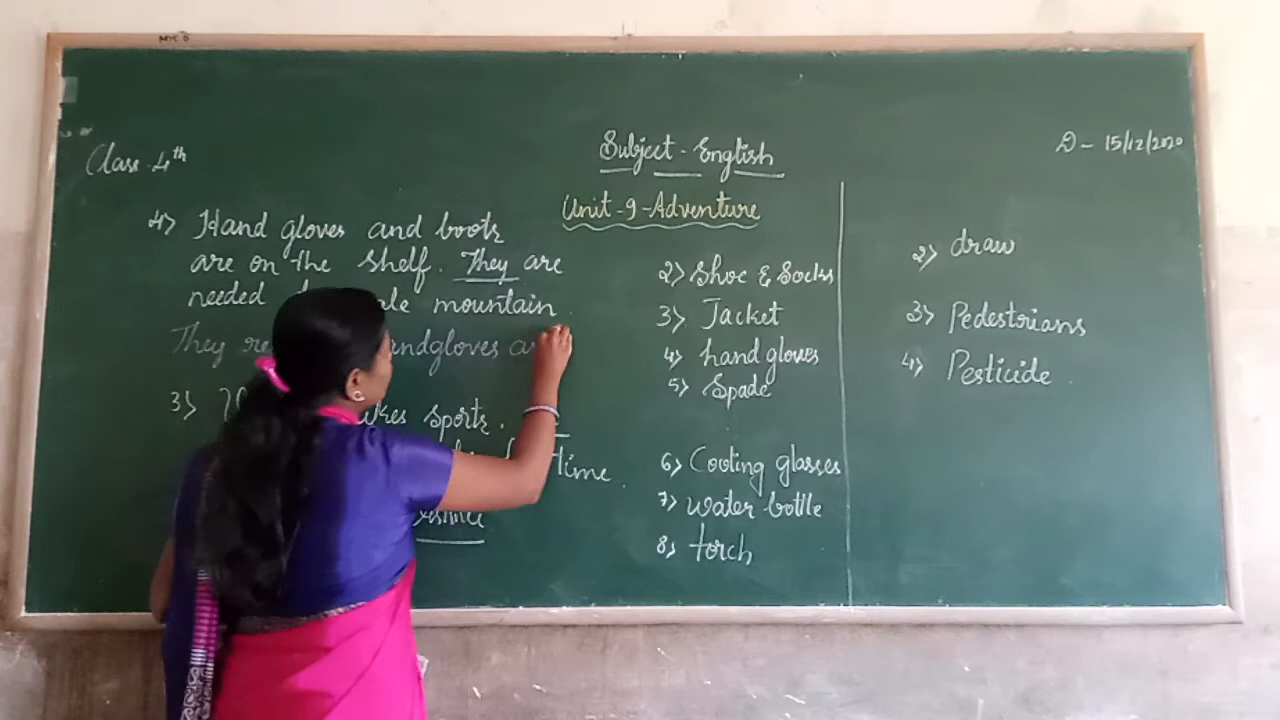 Class-4th
Subject-English
D- 15/12/2020
Unit-9-Adventure
4) Hand gloves and boots
are on the shelf. They are
needed mountain.
They handgloves
3) likes sports.
time.
2) Shoe & Socks
3) Jacket
4) hand gloves
5) Spade
6) Cooling glasses
7) water bottle
8) torch
2) draw
3) Pedestrians
4) Pesticide.